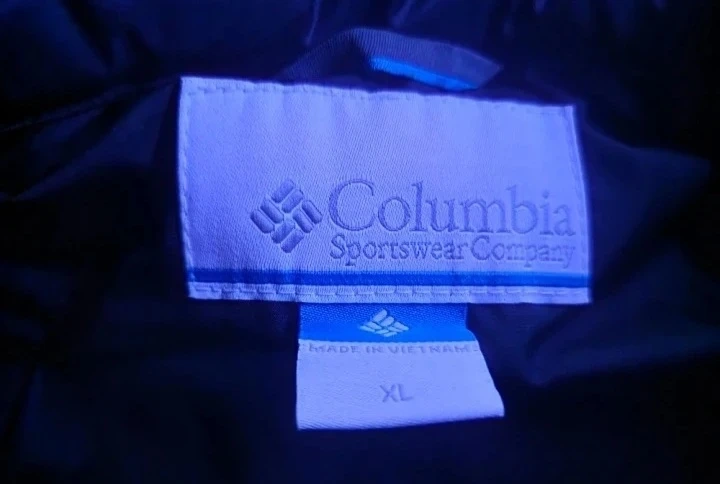 Columbia
Sportswear Company
MADE IN VIETNAM
XL